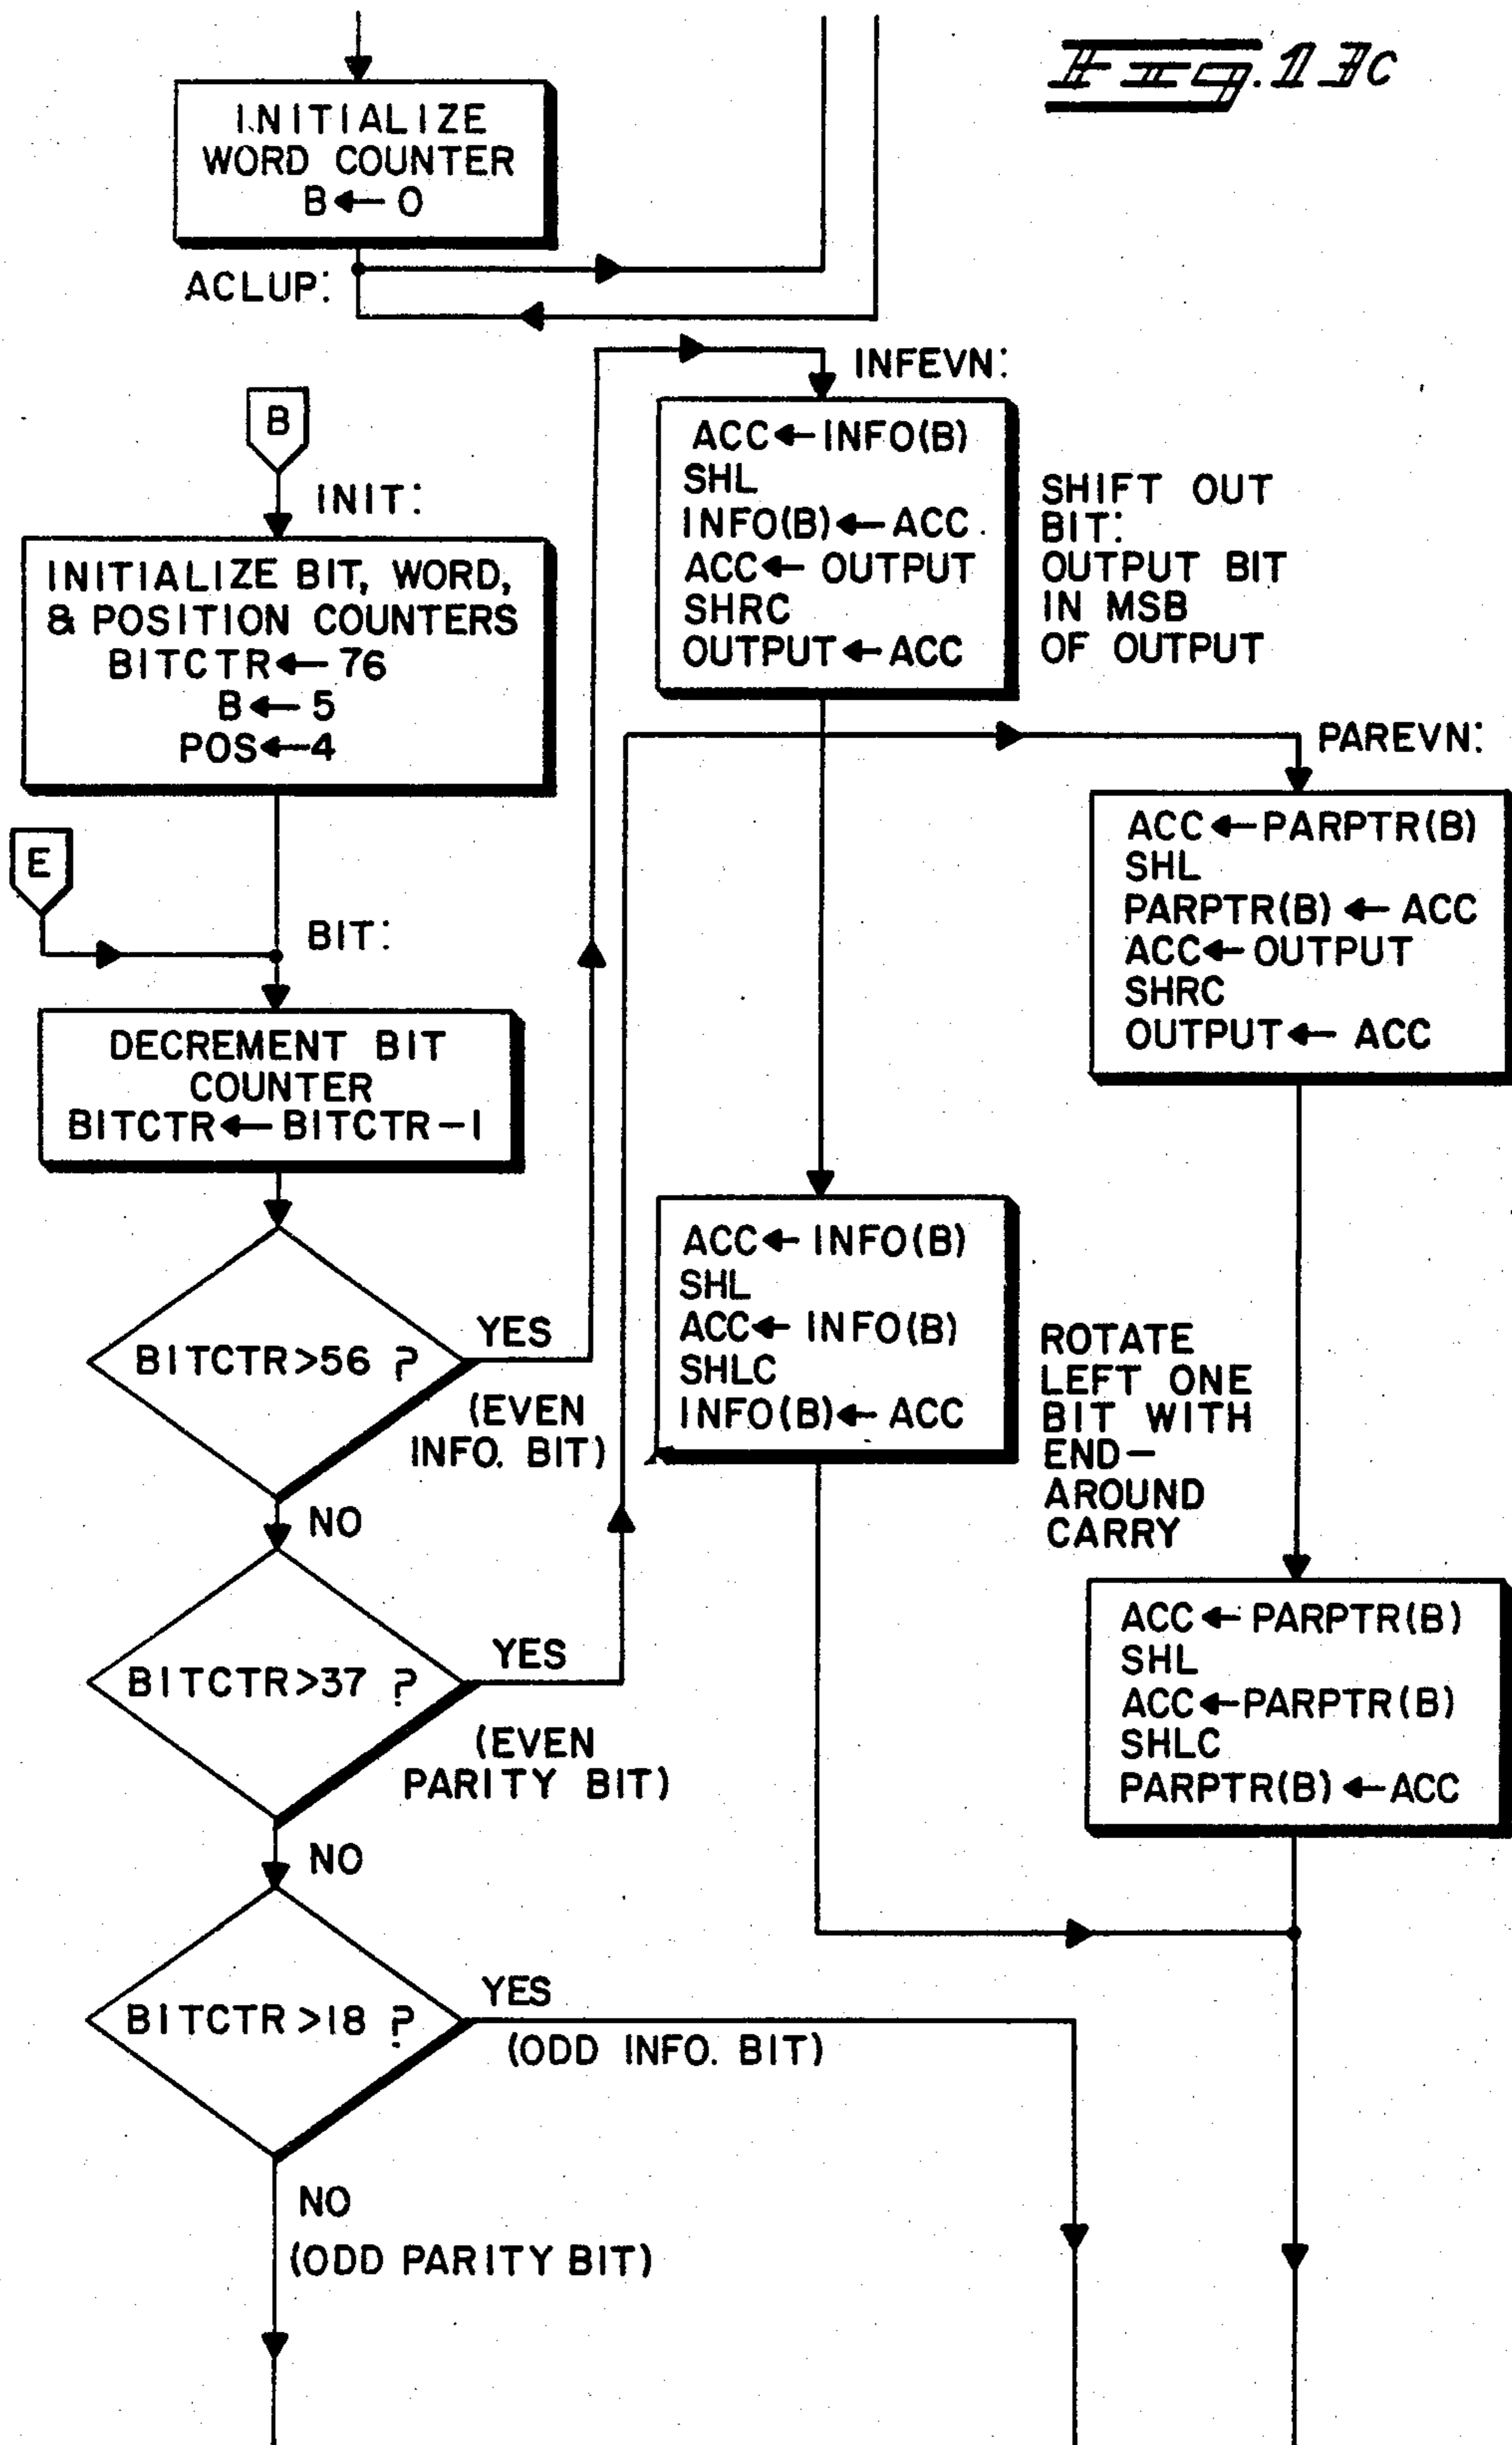 Fig. 13c
INITIALIZE
WORD COUNTER
B←0
ACLUP:
B
INIT:
INITIALIZE BIT, WORD,
& POSITION COUNTERS
BITCTR←76
B←5
POS←4
E
BIT:
DECREMENT BIT
COUNTER
BITCTR←BITCTR-1
BITCTR>56 ?
YES
(EVEN
INFO. BIT)
NO
BITCTR>37 ?
YES
(EVEN
PARITY BIT)
NO
BITCTR>18 ?
YES
(ODD INFO. BIT)
NO
(ODD PARITY BIT)
INFEVN:
ACC←INFO(B)
SHL
INFO(B)←ACC
ACC←OUTPUT
SHRC
OUTPUT←ACC
SHIFT OUT
BIT:
OUTPUT BIT
IN MSB
OF OUTPUT
ACC←INFO(B)
SHL
ACC←INFO(B)
SHLC
INFO(B)←ACC
ROTATE
LEFT ONE
BIT WITH
END-
AROUND
CARRY
PAREVN:
ACC←PARPTR(B)
SHL
PARPTR(B)←ACC
ACC←OUTPUT
SHRC
OUTPUT←ACC
ACC←PARPTR(B)
SHL
ACC←PARPTR(B)
SHLC
PARPTR(B)←ACC